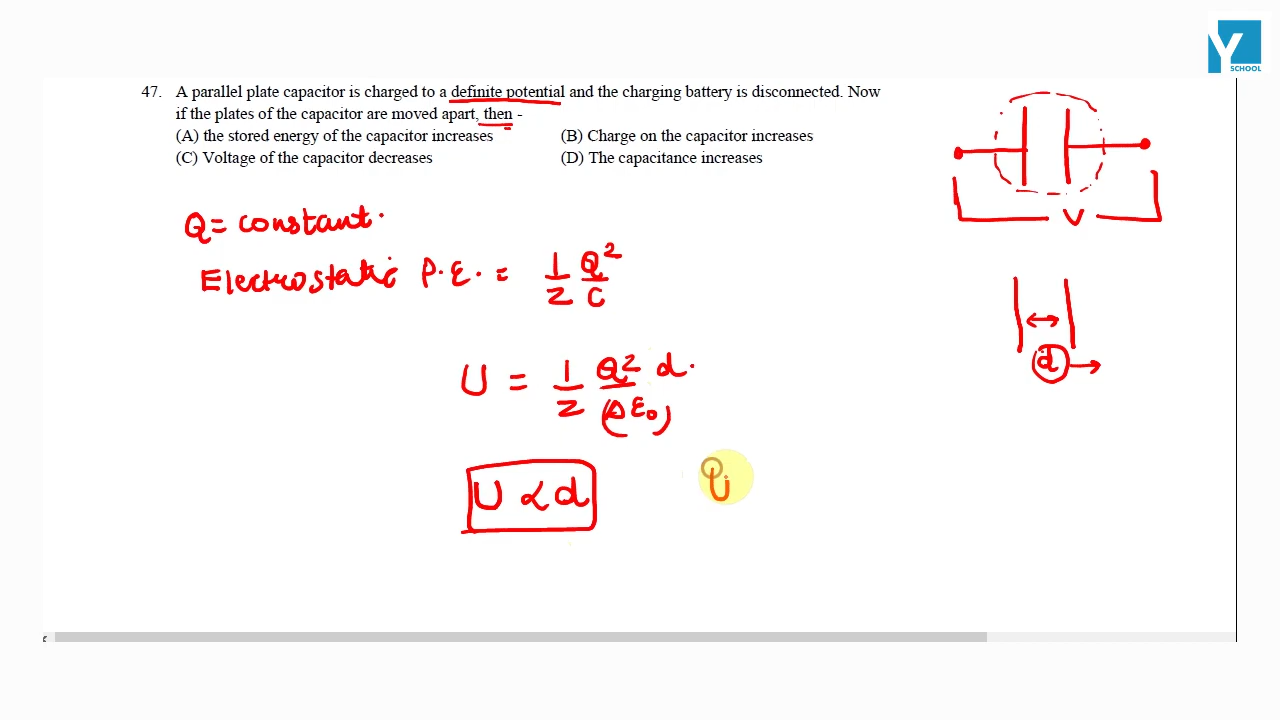 Y
SCHOOL
47. A parallel plate capacitor is charged to a definite potential and the charging battery is disconnected. Now
if the plates of the capacitor are moved apart, then -
(A) the stored energy of the capacitor increases (B) Charge on the capacitor increases
(C) Voltage of the capacitor decreases (D) The capacitance increases
V
Q = constant.
Electrostatic P.E. = 1/2 Q²/C
d
U = 1/2 Q²/(Aε₀) d.
U ∝ d
U